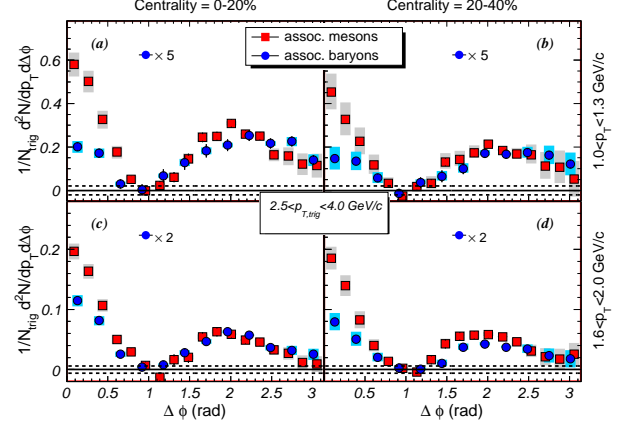 Centrality = 0-20% Centrality = 20-40%
(a) × 5 assoc. mesons (b) × 5
assoc. baryons
0.6
0.4
0.2
0
1/N_trig d²N/dp_T dΔϕ
1.0<p_T<1.3 GeV/c
2.5<p_T,trig<4.0 GeV/c
(c) × 2 (d) × 2
0.2
0.1
0
1/N_trig d²N/dp_T dΔϕ
1.6<p_T<2.0 GeV/c
0 0.5 1 1.5 2 2.5 3 0 0.5 1 1.5 2 2.5 3
Δ ϕ (rad) Δ ϕ (rad)